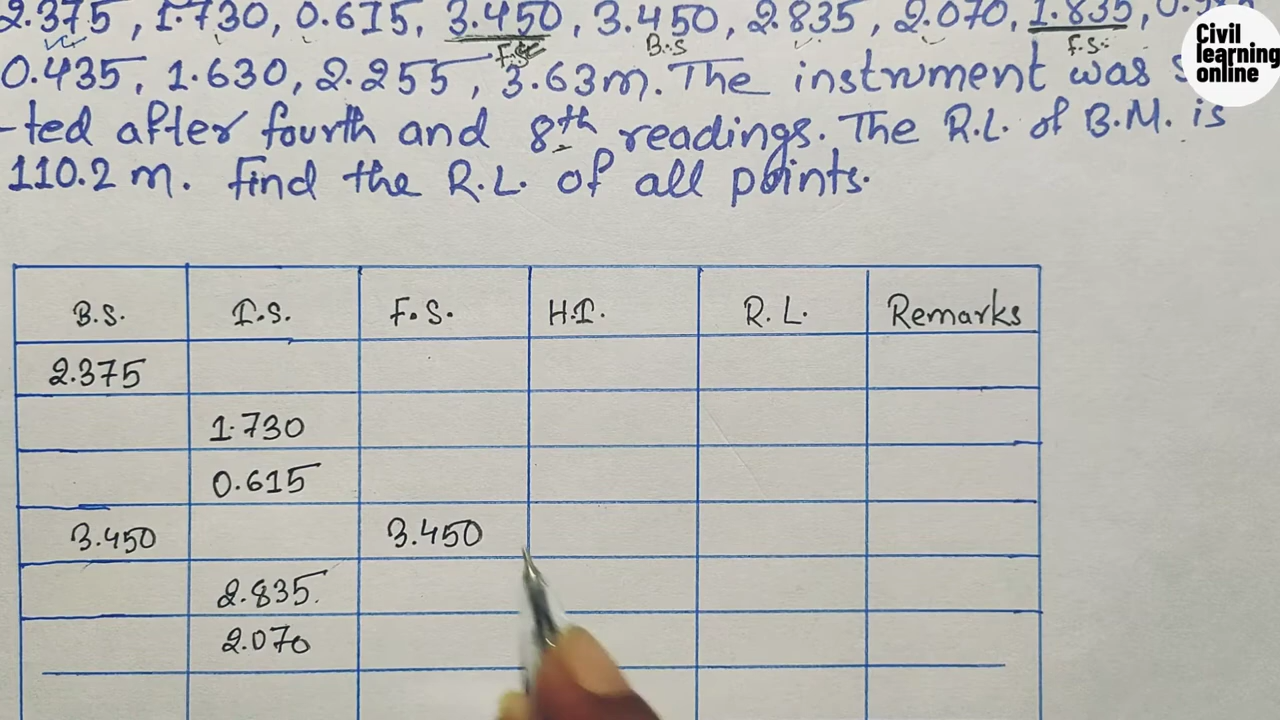 2.375, 1.730, 0.615, 3.450, 3.450, 2.835, 2.070, 1.835,
F.S. B.S F.S.
0.435, 1.630, 2.255, 3.63m. The instrument was
-ted after fourth and 8th readings. The R.L. of B.M. is
110.2 m. Find the R.L. of all points.
Civil
learning
online
B.S. I.S. F.S. H.I. R.L. Remarks
2.375
1.730
0.615
3.450 3.450
2.835
2.070